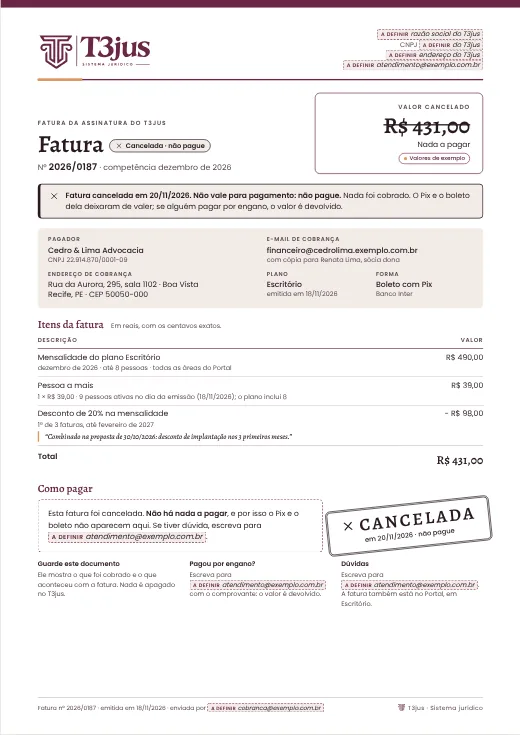 T3jus
SISTEMA JURÍDICO
A DEFINIR razão social do T3jus
CNPJ A DEFINIR do T3jus
A DEFINIR endereço do T3jus
A DEFINIR atendimento@exemplo.com.br
FATURA DA ASSINATURA DO T3JUS
Fatura × Cancelada · não pague
Nº 2026/0187 · competência dezembro de 2026
VALOR CANCELADO
R$ 431,00
Nada a pagar
Valores de exemplo
× Fatura cancelada em 20/11/2026. Não vale para pagamento: não pague. Nada foi cobrado. O Pix e o boleto
dela deixaram de valer; se alguém pagar por engano, o valor é devolvido.
PAGADOR
Cedro & Lima Advocacia
CNPJ 22.914.870/0001-09
E-MAIL DE COBRANÇA
financeiro@cedrolima.exemplo.com.br
com cópia para Renata Lima, sócia dona
ENDEREÇO DE COBRANÇA
Rua da Aurora, 295, sala 1102 · Boa Vista
Recife, PE · CEP 50050-000
PLANO
Escritório
emitida em 18/11/2026
FORMA
Boleto com Pix
Banco Inter
Itens da fatura Em reais, com os centavos exatos.
DESCRIÇÃO VALOR
Mensalidade do plano Escritório R$ 490,00
dezembro de 2026 · até 8 pessoas · todas as áreas do Portal
Pessoa a mais R$ 39,00
1 × R$ 39,00 · 9 pessoas ativas no dia da emissão (18/11/2026); o plano inclui 8
Desconto de 20% na mensalidade − R$ 98,00
1ª de 3 faturas, até fevereiro de 2027
“Combinado na proposta de 30/10/2026: desconto de implantação nos 3 primeiros meses.”
Total R$ 431,00
Como pagar
Esta fatura foi cancelada. Não há nada a pagar, e por isso o Pix e o
boleto não aparecem aqui. Se tiver dúvida, escreva para
A DEFINIR atendimento@exemplo.com.br.
× CANCELADA
em 20/11/2026 · não pague
Guarde este documento
Ele mostra o que foi cobrado e o que
aconteceu com a fatura. Nada é apagado
no T3jus.
Pagou por engano?
Escreva para
A DEFINIR atendimento@exemplo.com.br
com o comprovante: o valor é devolvido.
Dúvidas
Escreva para
A DEFINIR atendimento@exemplo.com.br
A fatura também está no Portal, em
Escritório.
Fatura nº 2026/0187 · emitida em 18/11/2026 · enviada por A DEFINIR cobranca@exemplo.com.br
T3jus · Sistema jurídico